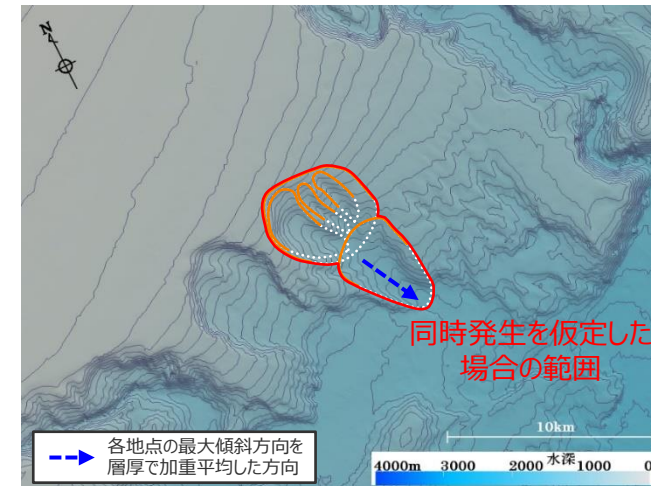 N
同時発生を仮定した
場合の範囲
10km
各地点の最大傾斜方向を
層厚で加重平均した方向
4000m 3000 2000 水深 1000 0